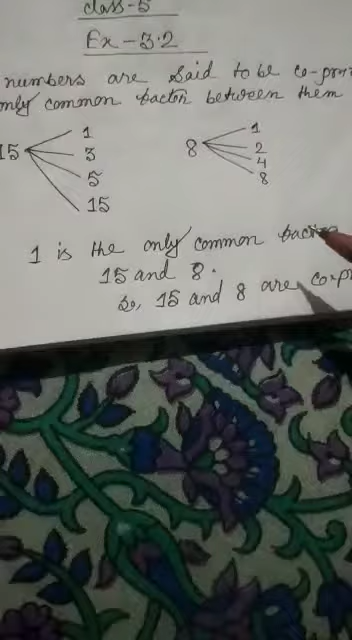 class-5
Ex-3.2
numbers are said to be co-pri
only common factor between them
15 1 3 5 15
8 1 2 4 8
1 is the only common factor
15 and 8.
So, 15 and 8 are co-p